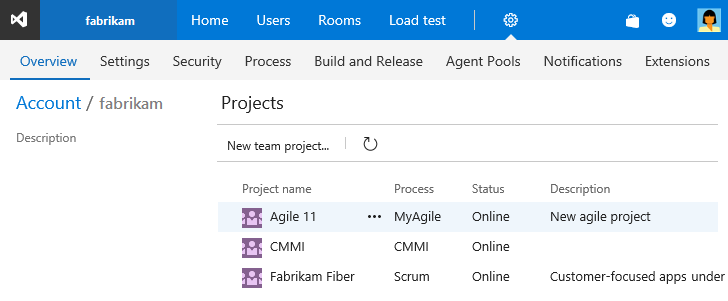 fabrikam Home Users Rooms Load test
Overview Settings Security Process Build and Release Agent Pools Notifications Extensions
Account / fabrikam Projects
Description
New team project...
Project name Process Status Description
Agile 11 ... MyAgile Online New agile project
CMMI CMMI Online
Fabrikam Fiber Scrum Online Customer-focused apps under